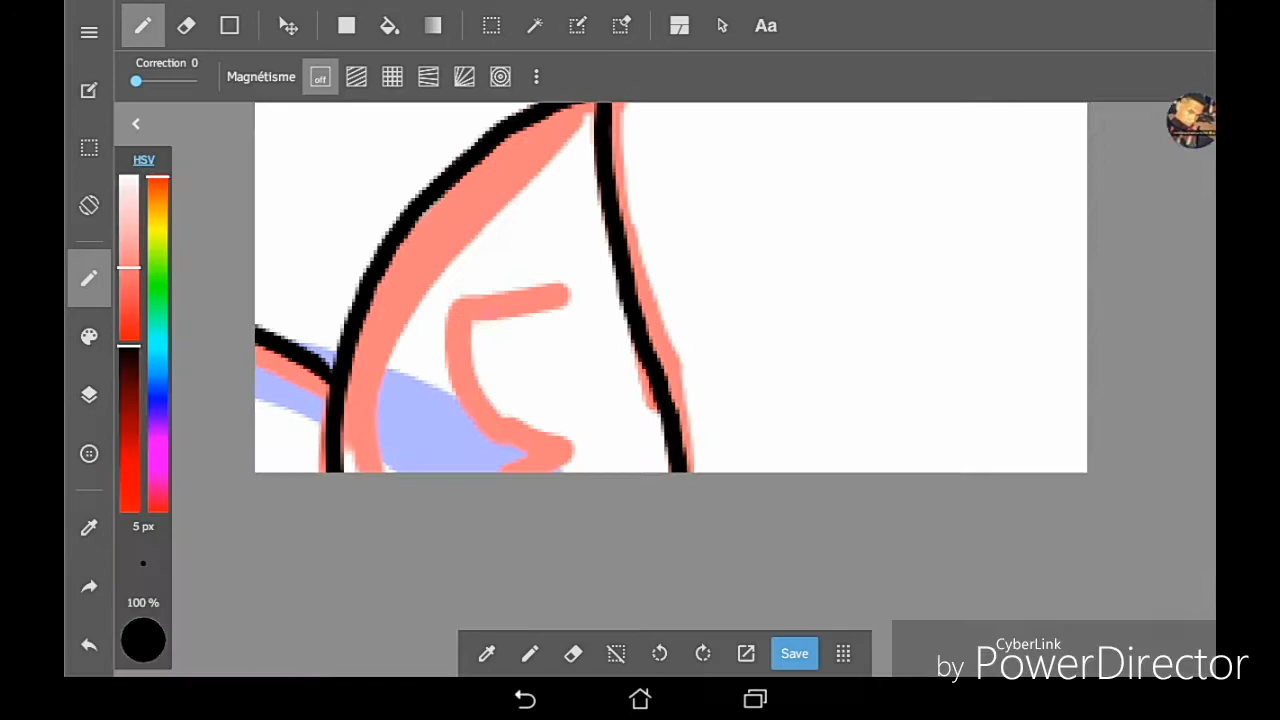 Aa
Correction 0
Magnétisme
off
HSV
5 px
100 %
Save
CyberLink
by PowerDirector